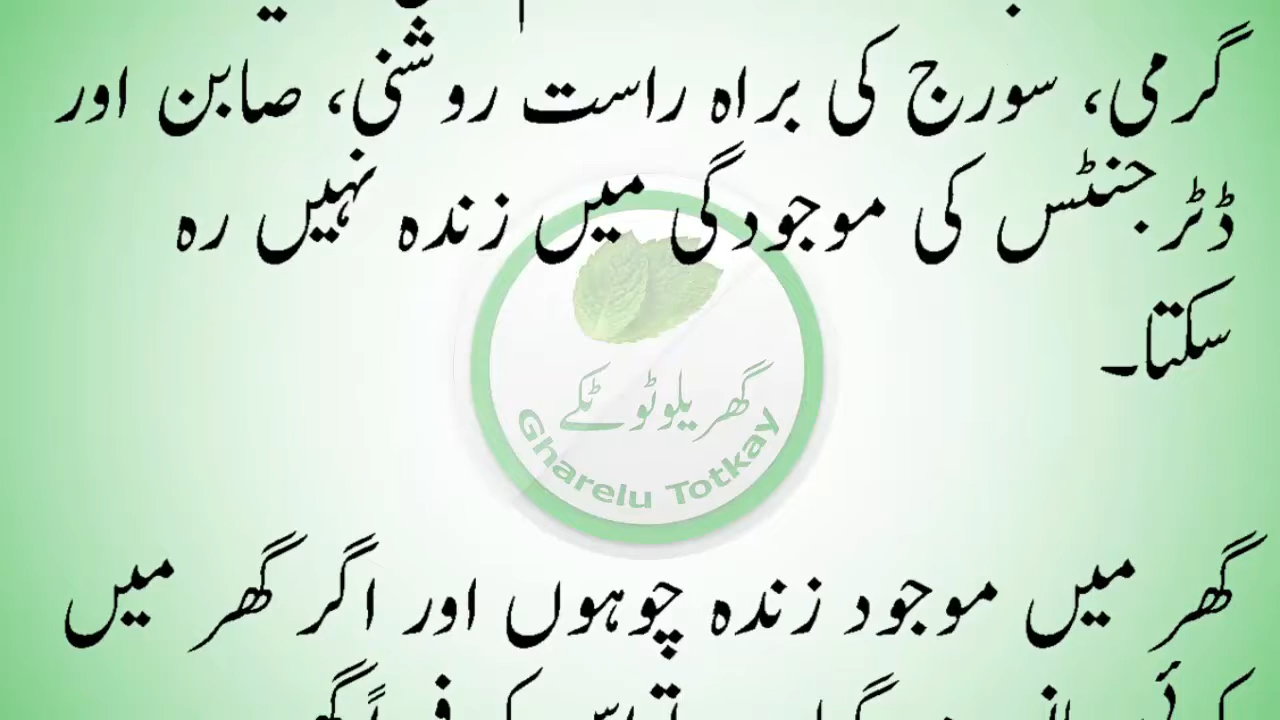 گرمی، سورج کی براہ راست روشنی، صابن اور
ڈٹرجنٹس کی موجودگی میں زندہ نہیں رہ
سکتا۔
گھریلو ٹوٹکے
Gharelu Totkay
گھر میں موجود زندہ چوہوں اور اگر گھر میں